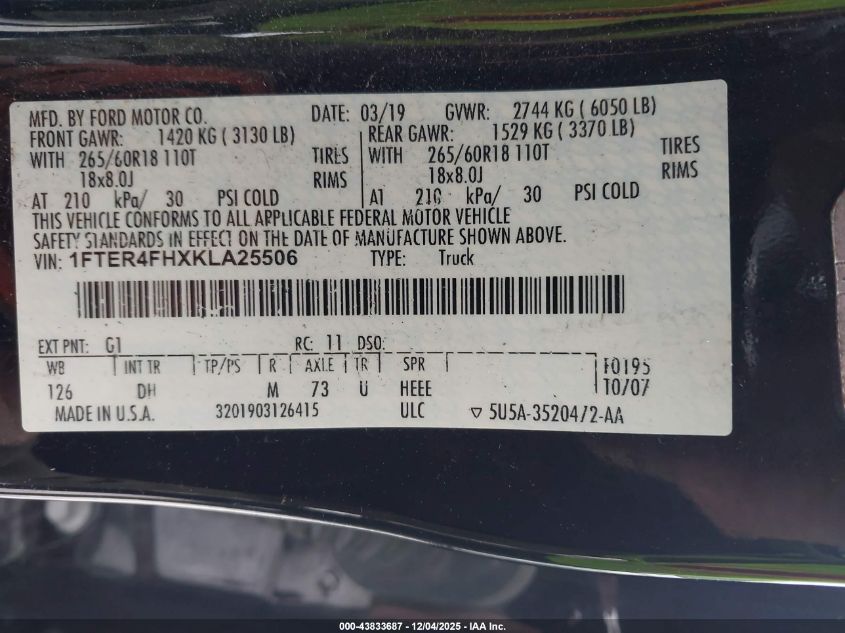 MFD. BY FORD MOTOR CO. DATE: 03/19 GVWR: 2744 KG ( 6050 LB)
FRONT GAWR: 1420 KG ( 3130 LB) REAR GAWR: 1529 KG ( 3370 LB)
WITH 265/60R18 110T TIRES WITH 265/60R18 110T TIRES
18x8.0J RIMS 18x8.0J RIMS
AT 210 kPa/ 30 PSI COLD AT 210 kPa/ 30 PSI COLD
THIS VEHICLE CONFORMS TO ALL APPLICABLE FEDERAL MOTOR VEHICLE
SAFETY STANDARDS IN EFFECT ON THE DATE OF MANUFACTURE SHOWN ABOVE.
VIN: 1FTER4FHXKLA25506 TYPE: Truck
EXT PNT: G1 RC: 11 DSO:
WB INT TR TP/PS R AXLE TR SPR F0195
126 DH M 73 U HEEE T0/07
MADE IN U.S.A. 3201903126415 ULC ▽ 5U5A-3520472-AA
000-43833687 - 12/04/2025 - IAA Inc.